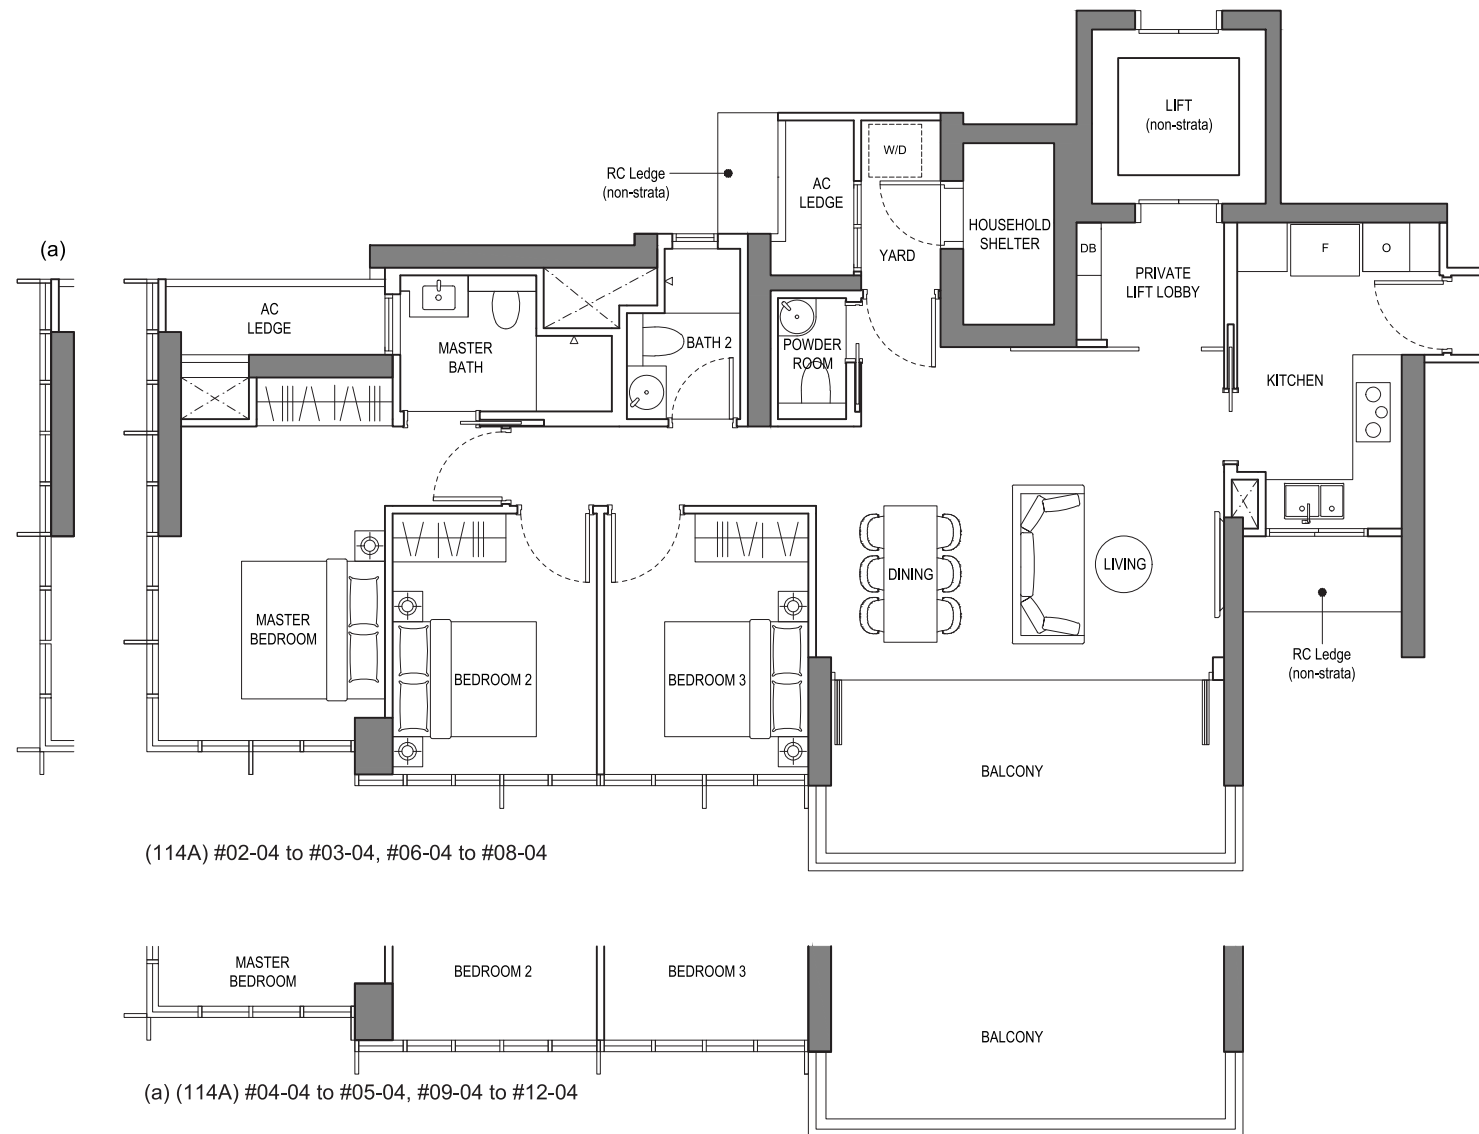 LIFT
(non-strata)
W/D
RC Ledge
(non-strata)
AC
LEDGE
HOUSEHOLD
SHELTER
(a)
YARD
DB
F
O
PRIVATE
LIFT LOBBY
AC
LEDGE
MASTER
BATH
BATH 2
POWDER
ROOM
KITCHEN
DINING
LIVING
MASTER
BEDROOM
BEDROOM 2
BEDROOM 3
RC Ledge
(non-strata)
BALCONY
(114A) #02-04 to #03-04, #06-04 to #08-04
MASTER
BEDROOM
BEDROOM 2
BEDROOM 3
BALCONY
(a) (114A) #04-04 to #05-04, #09-04 to #12-04